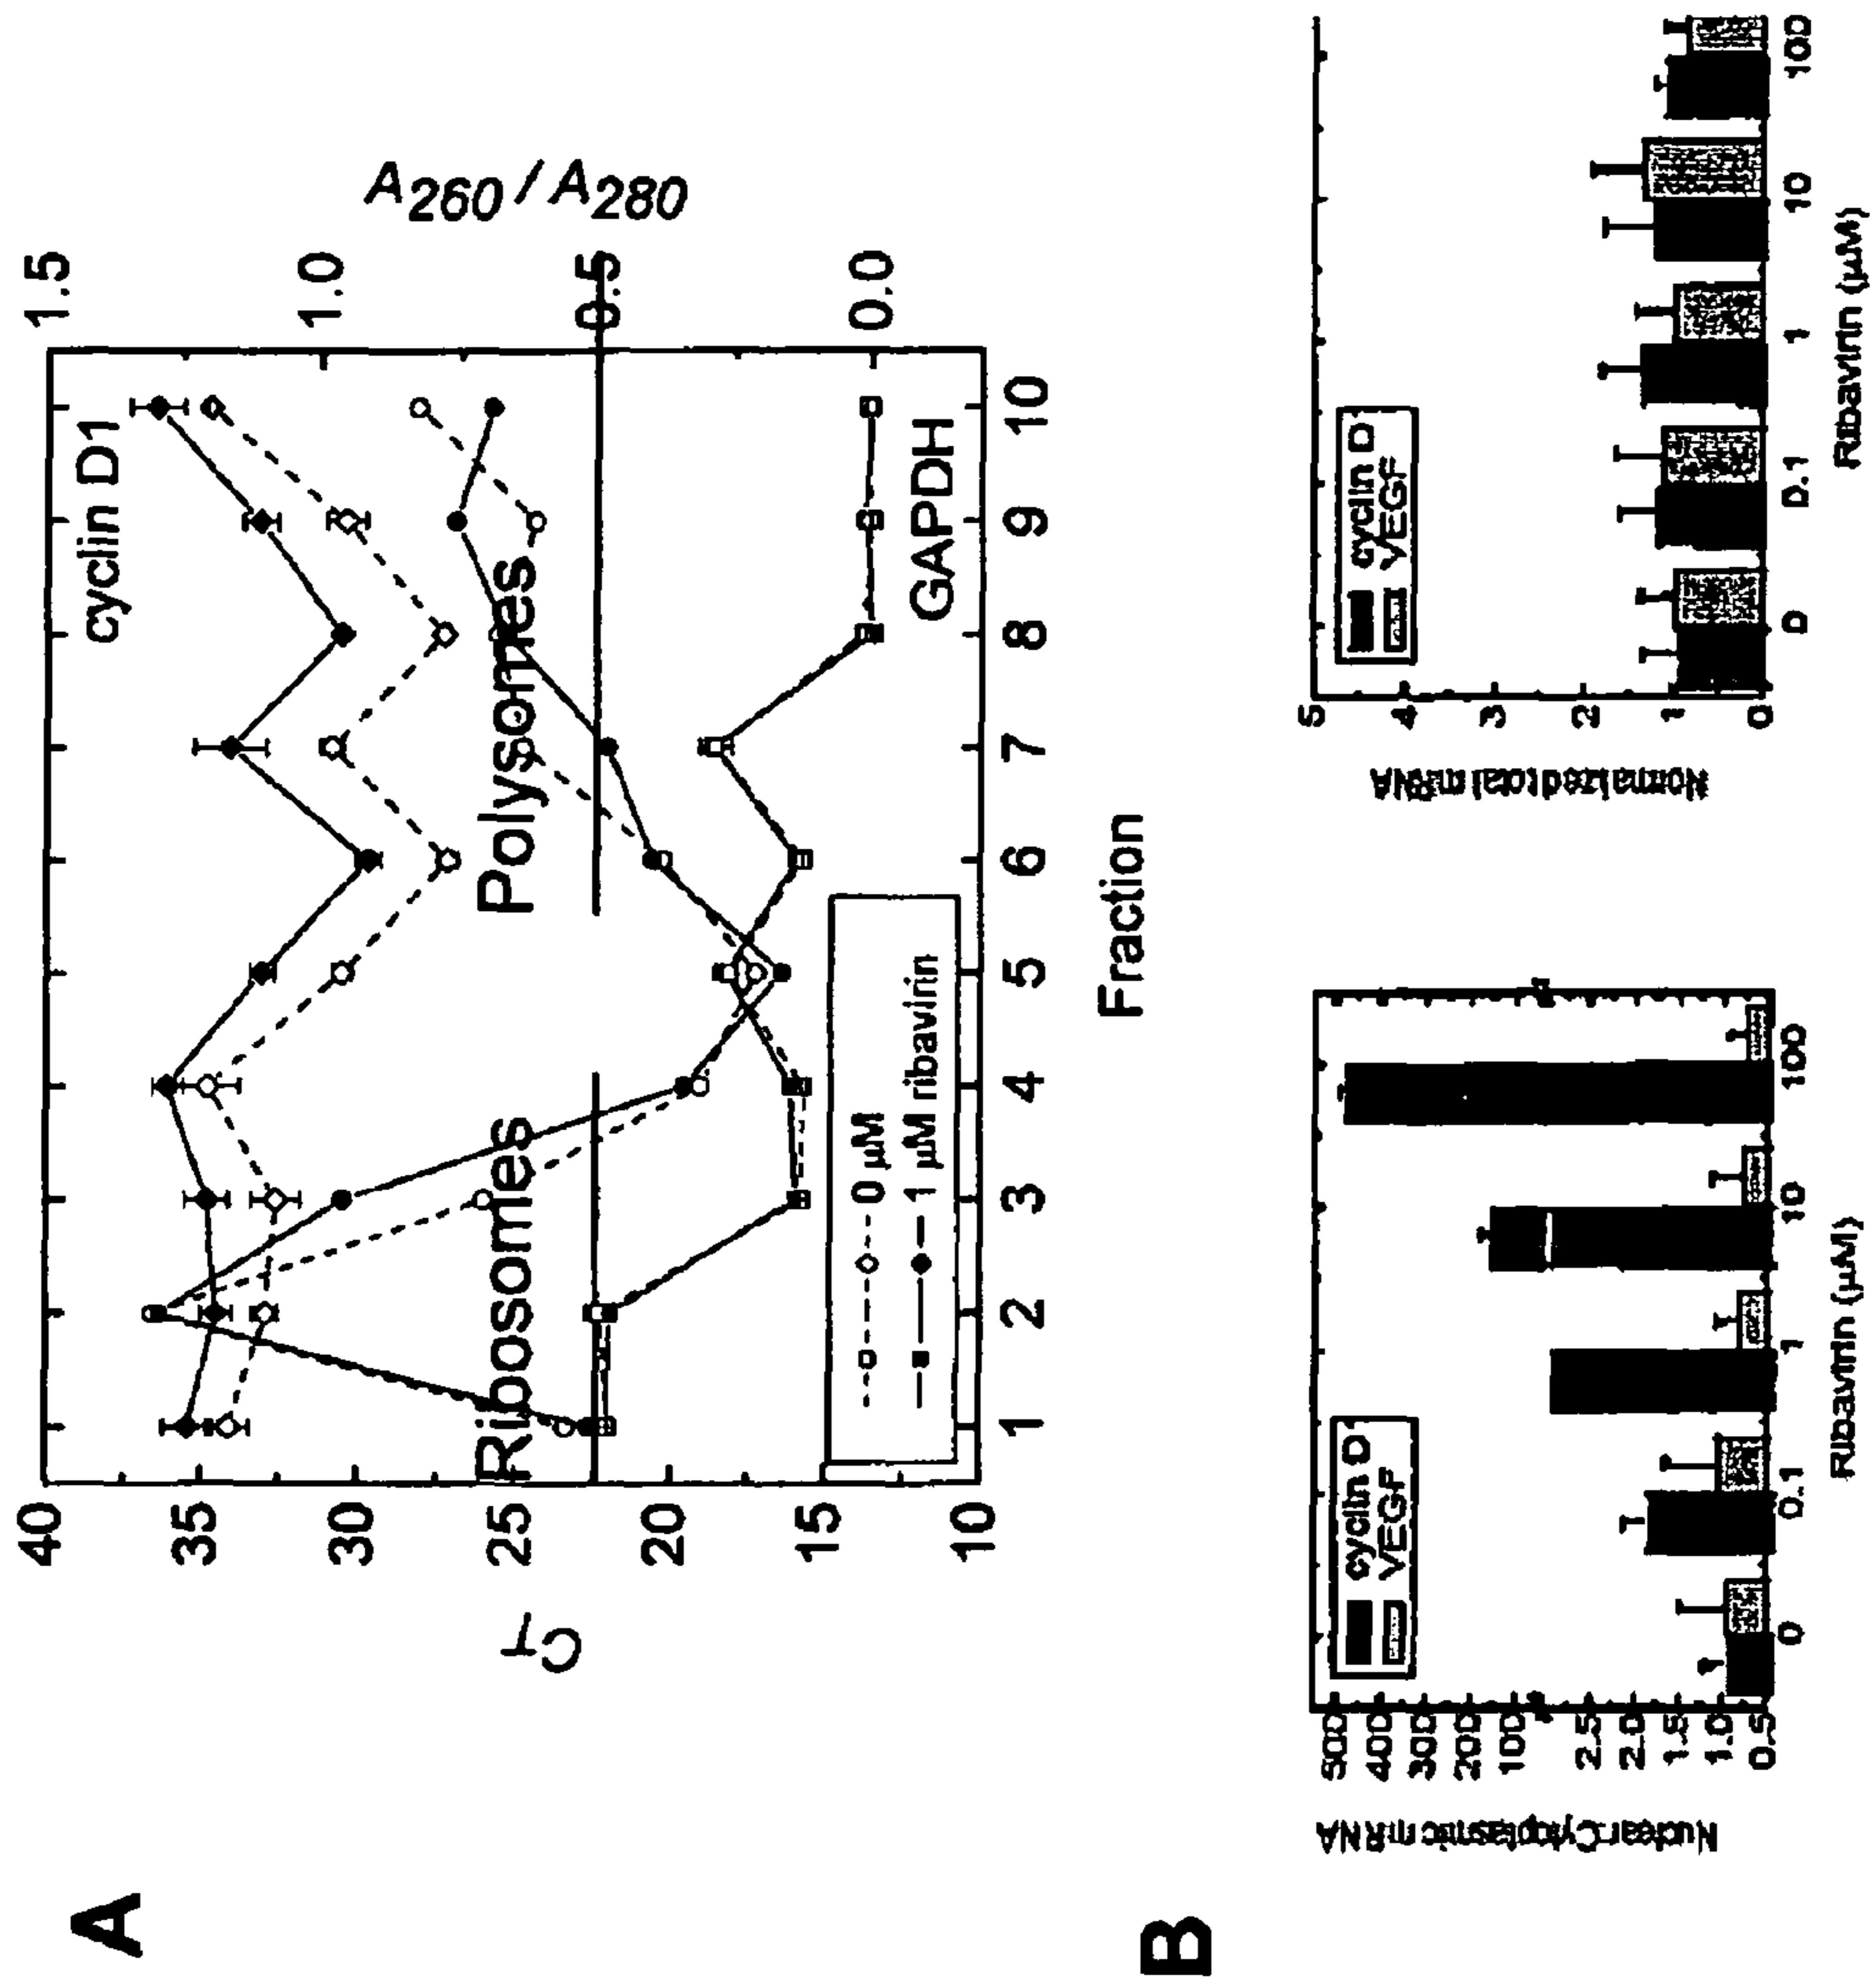 A
cyclin D1
Polysomes
Ribosomes
GAPDH
0 μM
1 μM ribavirin
CT
40
35
30
25
20
15
10
A260/A280
1.5
1.0
0.5
0.0
1 2 3 4 5 6 7 8 9 10
Fraction
B
cyclin D1
VEGF
500
400
300
200
100
2.5
2.0
1.5
1.0
0.5
0 0.1 1 10 100
Ribavirin (μM)
cyclin D
VEGF
Normalized total mRNA
5
4
3
2
1
0
0 0.1 1 10 100
Ribavirin (μM)